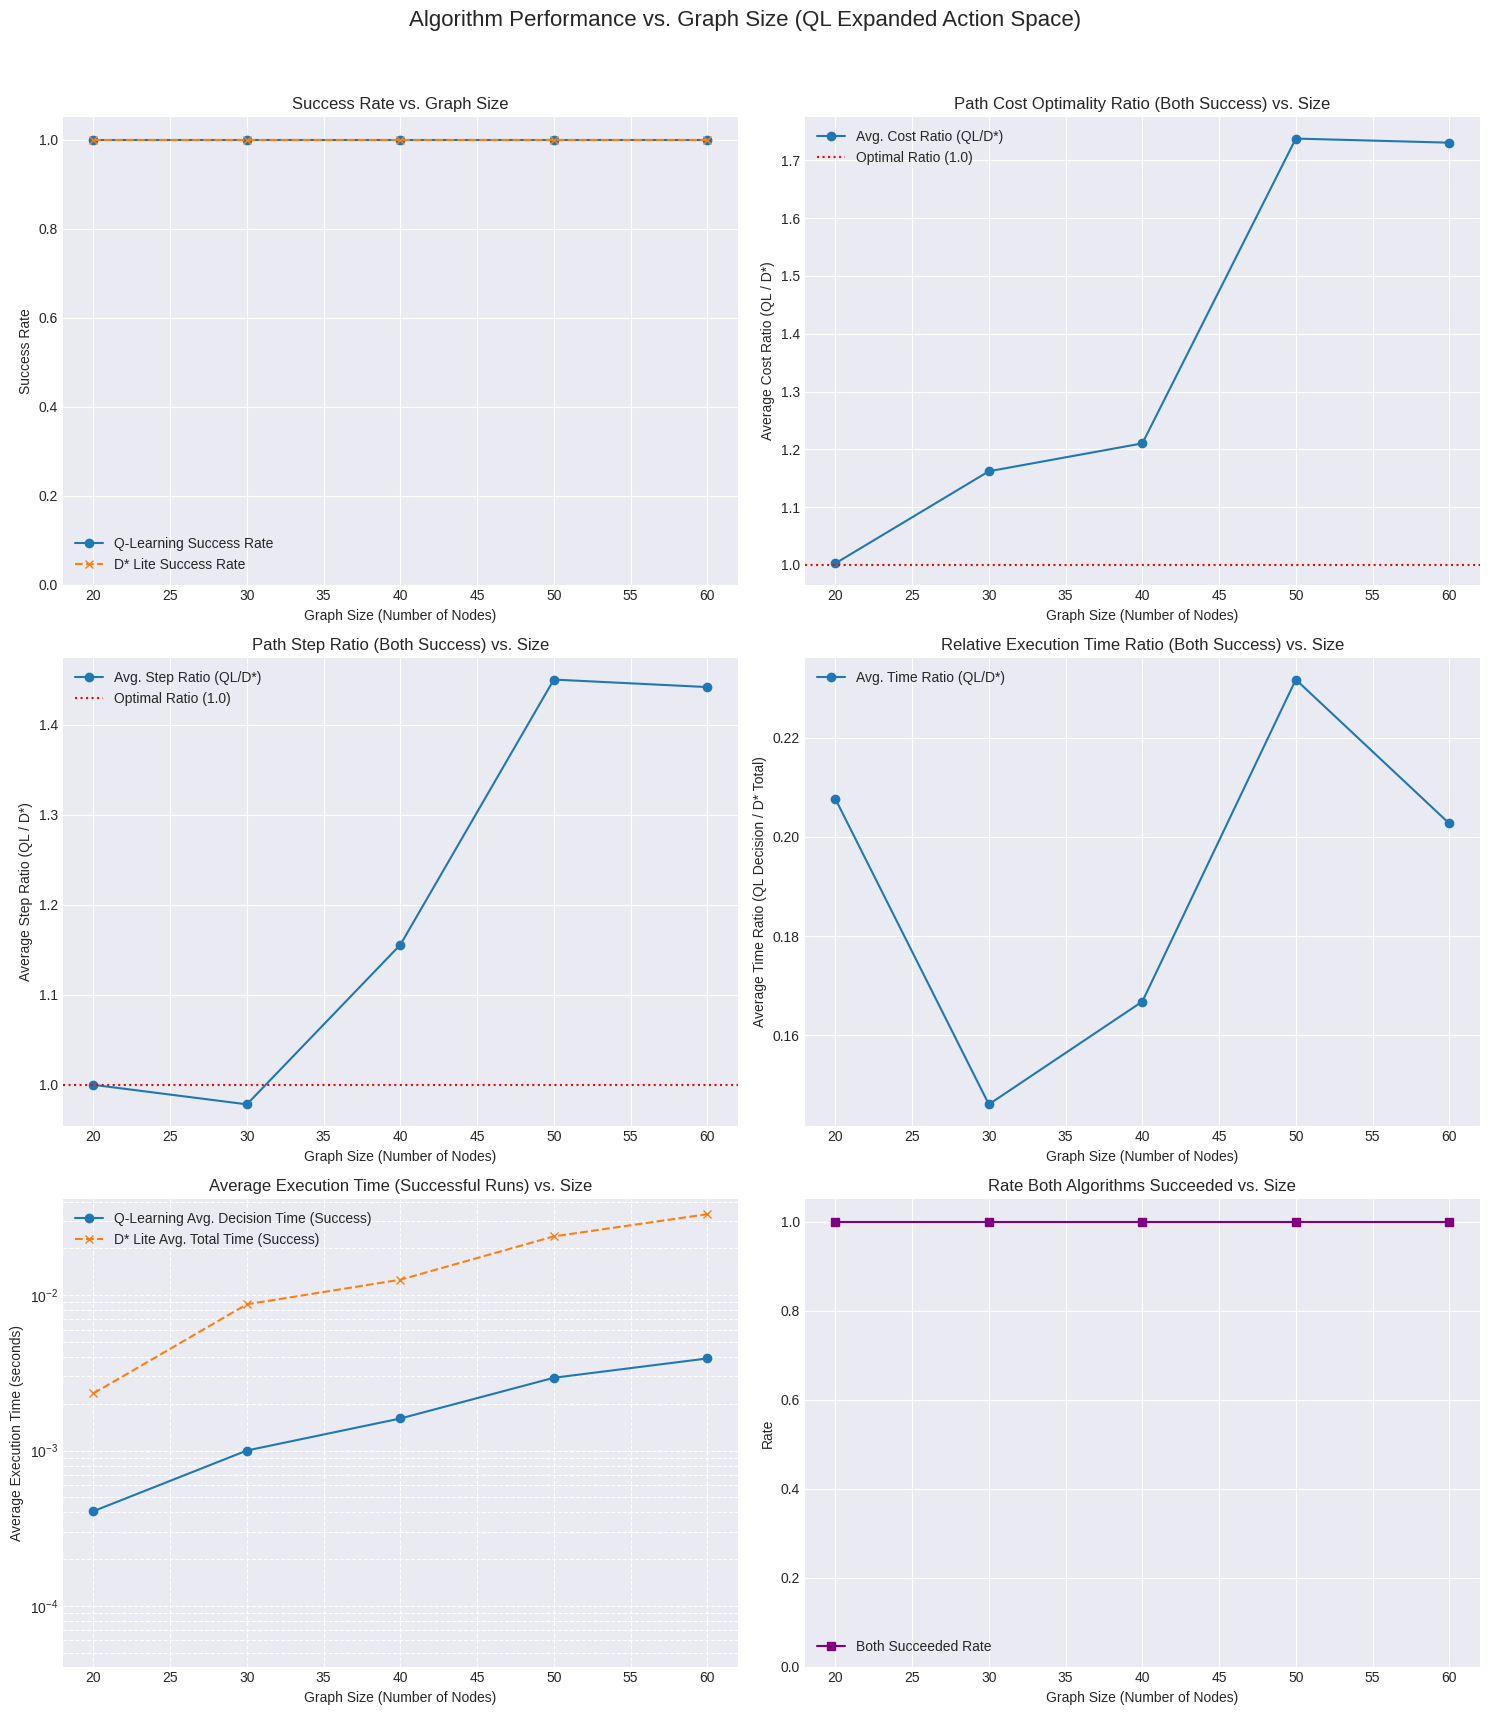 Algorithm Performance vs. Graph Size (QL Expanded Action Space)
Success Rate vs. Graph Size
1.0
0.8
0.6
0.4
0.2
0.0
Success Rate
Q-Learning Success Rate
D* Lite Success Rate
20 25 30 35 40 45 50 55 60
Graph Size (Number of Nodes)
Path Cost Optimality Ratio (Both Success) vs. Size
Avg. Cost Ratio (QL/D*)
Optimal Ratio (1.0)
1.7
1.6
1.5
1.4
1.3
1.2
1.1
1.0
Average Cost Ratio (QL / D*)
20 25 30 35 40 45 50 55 60
Graph Size (Number of Nodes)
Path Step Ratio (Both Success) vs. Size
Avg. Step Ratio (QL/D*)
Optimal Ratio (1.0)
1.4
1.3
1.2
1.1
1.0
Average Step Ratio (QL / D*)
20 25 30 35 40 45 50 55 60
Graph Size (Number of Nodes)
Relative Execution Time Ratio (Both Success) vs. Size
Avg. Time Ratio (QL/D*)
0.22
0.20
0.18
0.16
Average Time Ratio (QL Decision / D* Total)
20 25 30 35 40 45 50 55 60
Graph Size (Number of Nodes)
Average Execution Time (Successful Runs) vs. Size
Q-Learning Avg. Decision Time (Success)
D* Lite Avg. Total Time (Success)
10⁻²
10⁻³
10⁻⁴
Average Execution Time (seconds)
20 25 30 35 40 45 50 55 60
Graph Size (Number of Nodes)
Rate Both Algorithms Succeeded vs. Size
1.0
0.8
0.6
0.4
0.2
0.0
Rate
Both Succeeded Rate
20 25 30 35 40 45 50 55 60
Graph Size (Number of Nodes)